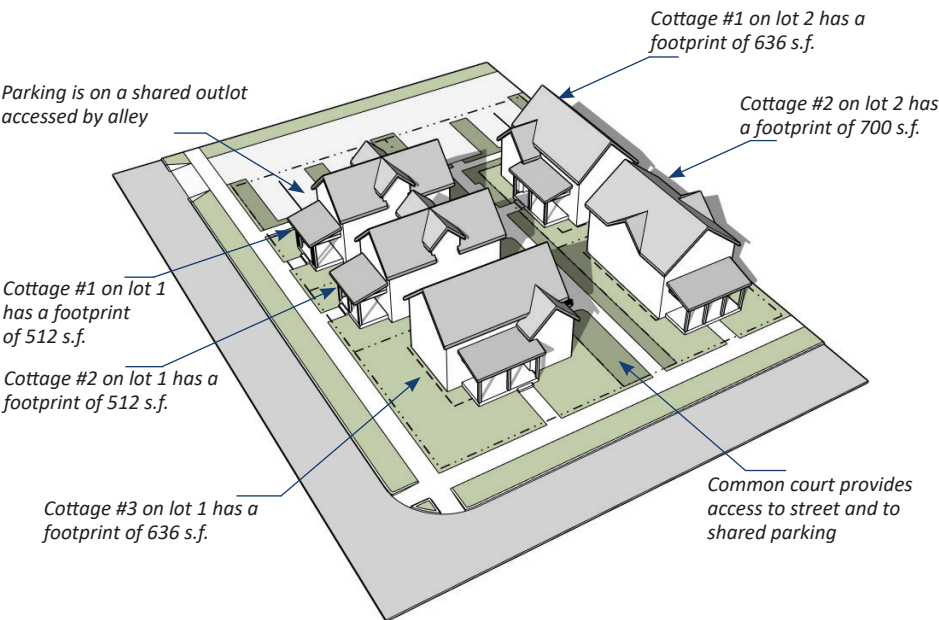 Cottage #1 on lot 2 has a
footprint of 636 s.f.
Parking is on a shared outlot
accessed by alley
Cottage #2 on lot 2 has
a footprint of 700 s.f.
Cottage #1 on lot 1
has a footprint
of 512 s.f.
Cottage #2 on lot 1 has a
footprint of 512 s.f.
Cottage #3 on lot 1 has a
footprint of 636 s.f.
Common court provides
access to street and to
shared parking